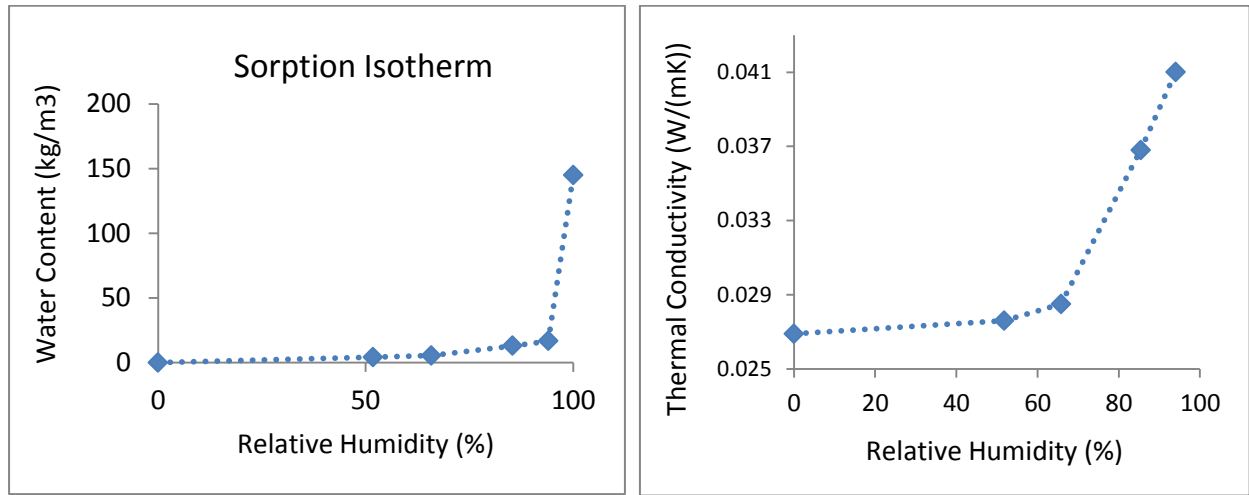 Sorption Isotherm
Water Content (kg/m3)
200
150
100
50
0
0 50 100
Relative Humidity (%)
Thermal Conductivity (W/(mK))
0.041
0.037
0.033
0.029
0.025
0 20 40 60 80 100
Relative Humidity (%)